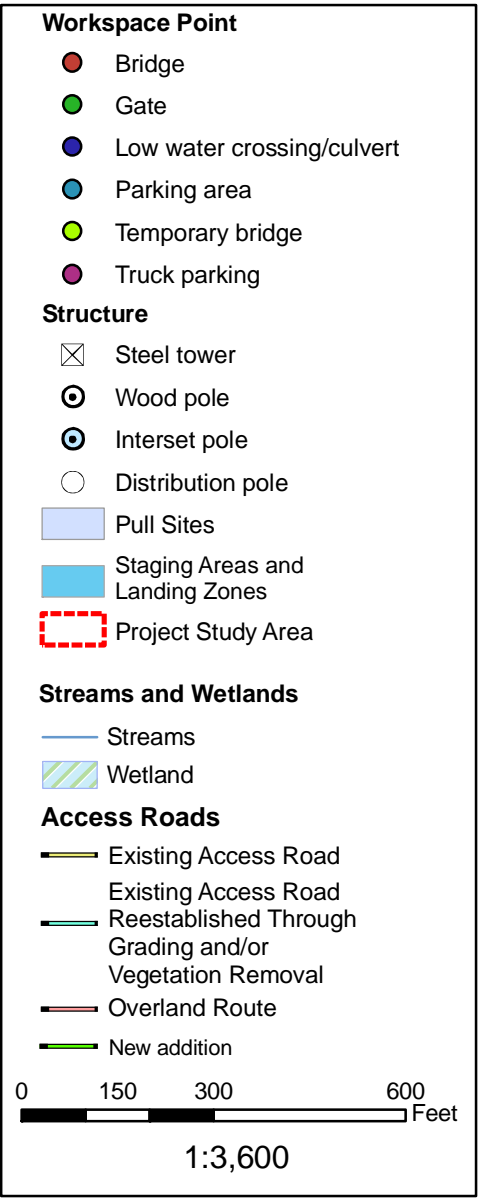 Workspace Point
Bridge
Gate
Low water crossing/culvert
Parking area
Temporary bridge
Truck parking
Structure
Steel tower
Wood pole
Interset pole
Distribution pole
Pull Sites
Staging Areas and
Landing Zones
Project Study Area
Streams and Wetlands
Streams
Wetland
Access Roads
Existing Access Road
Existing Access Road
Reestablished Through
Grading and/or
Vegetation Removal
Overland Route
New addition
0 150 300 600
Feet
1:3,600